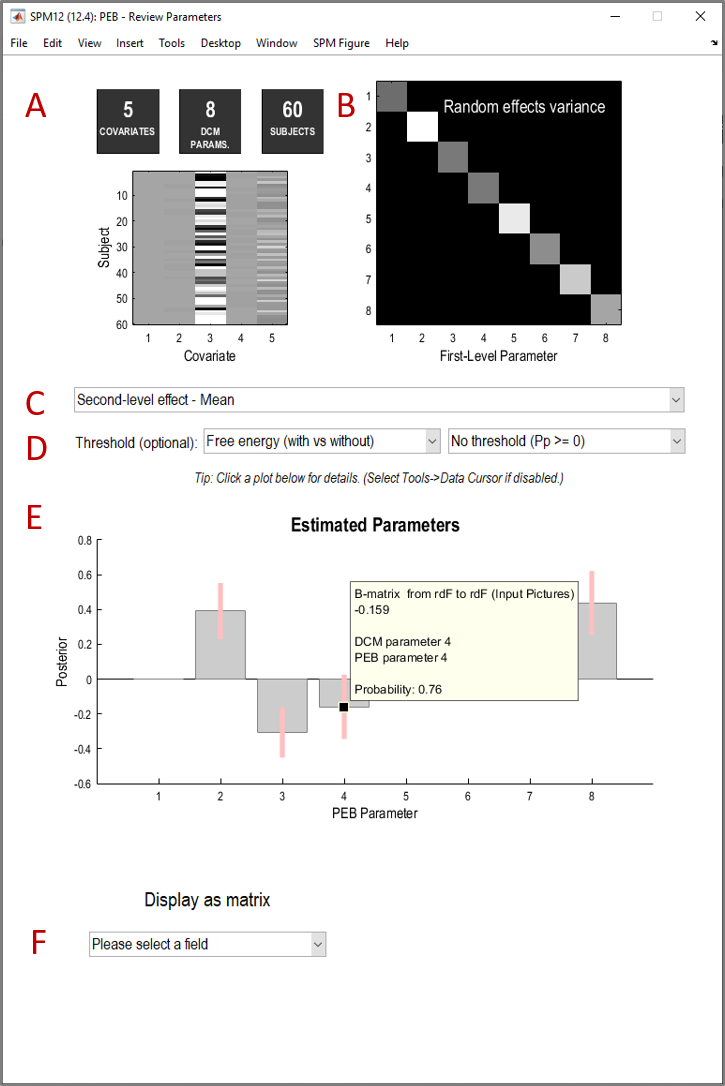 SPM12 (12.4): PEB - Review Parameters
File Edit View Insert Tools Desktop Window SPM Figure Help
A
5
COVARIATES
8
DCM
PARAMS.
60
SUBJECTS
10
20
30
40
50
60
Subject
1 2 3 4 5
Covariate
B
Random effects variance
1
2
3
4
5
6
7
8
1 2 3 4 5 6 7 8
First-Level Parameter
C
Second-level effect - Mean
D
Threshold (optional): Free energy (with vs without) No threshold (Pp >= 0)
Tip: Click a plot below for details. (Select Tools->Data Cursor if disabled.)
E
Estimated Parameters
0.8
0.6
0.4
0.2
0
-0.2
-0.4
-0.6
Posterior
B-matrix from rdF to rdF (Input Pictures)
-0.159
DCM parameter 4
PEB parameter 4
Probability: 0.76
1 2 3 4 5 6 7 8
PEB Parameter
Display as matrix
F
Please select a field